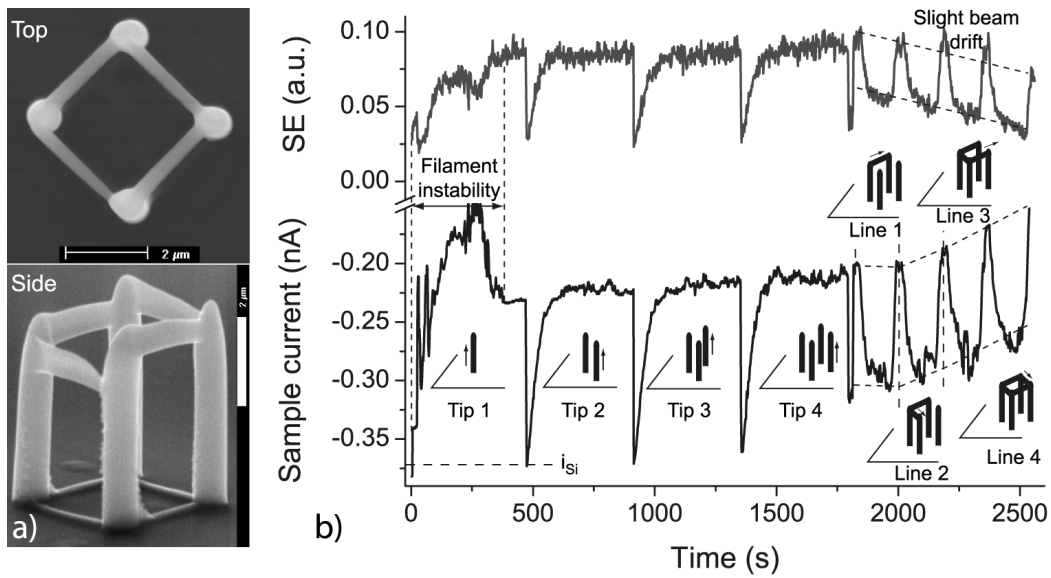 Top
2 μm
Side
2 μm
a)
b)
SE (a.u.)
0.10
0.05
0.00
Slight beam
drift
Filament
instability
Sample current (nA)
-0.20
-0.25
-0.30
-0.35
Tip 1
Tip 2
Tip 3
Tip 4
Line 1
Line 3
Line 2
Line 4
iSi
0
500
1000
1500
2000
2500
Time (s)